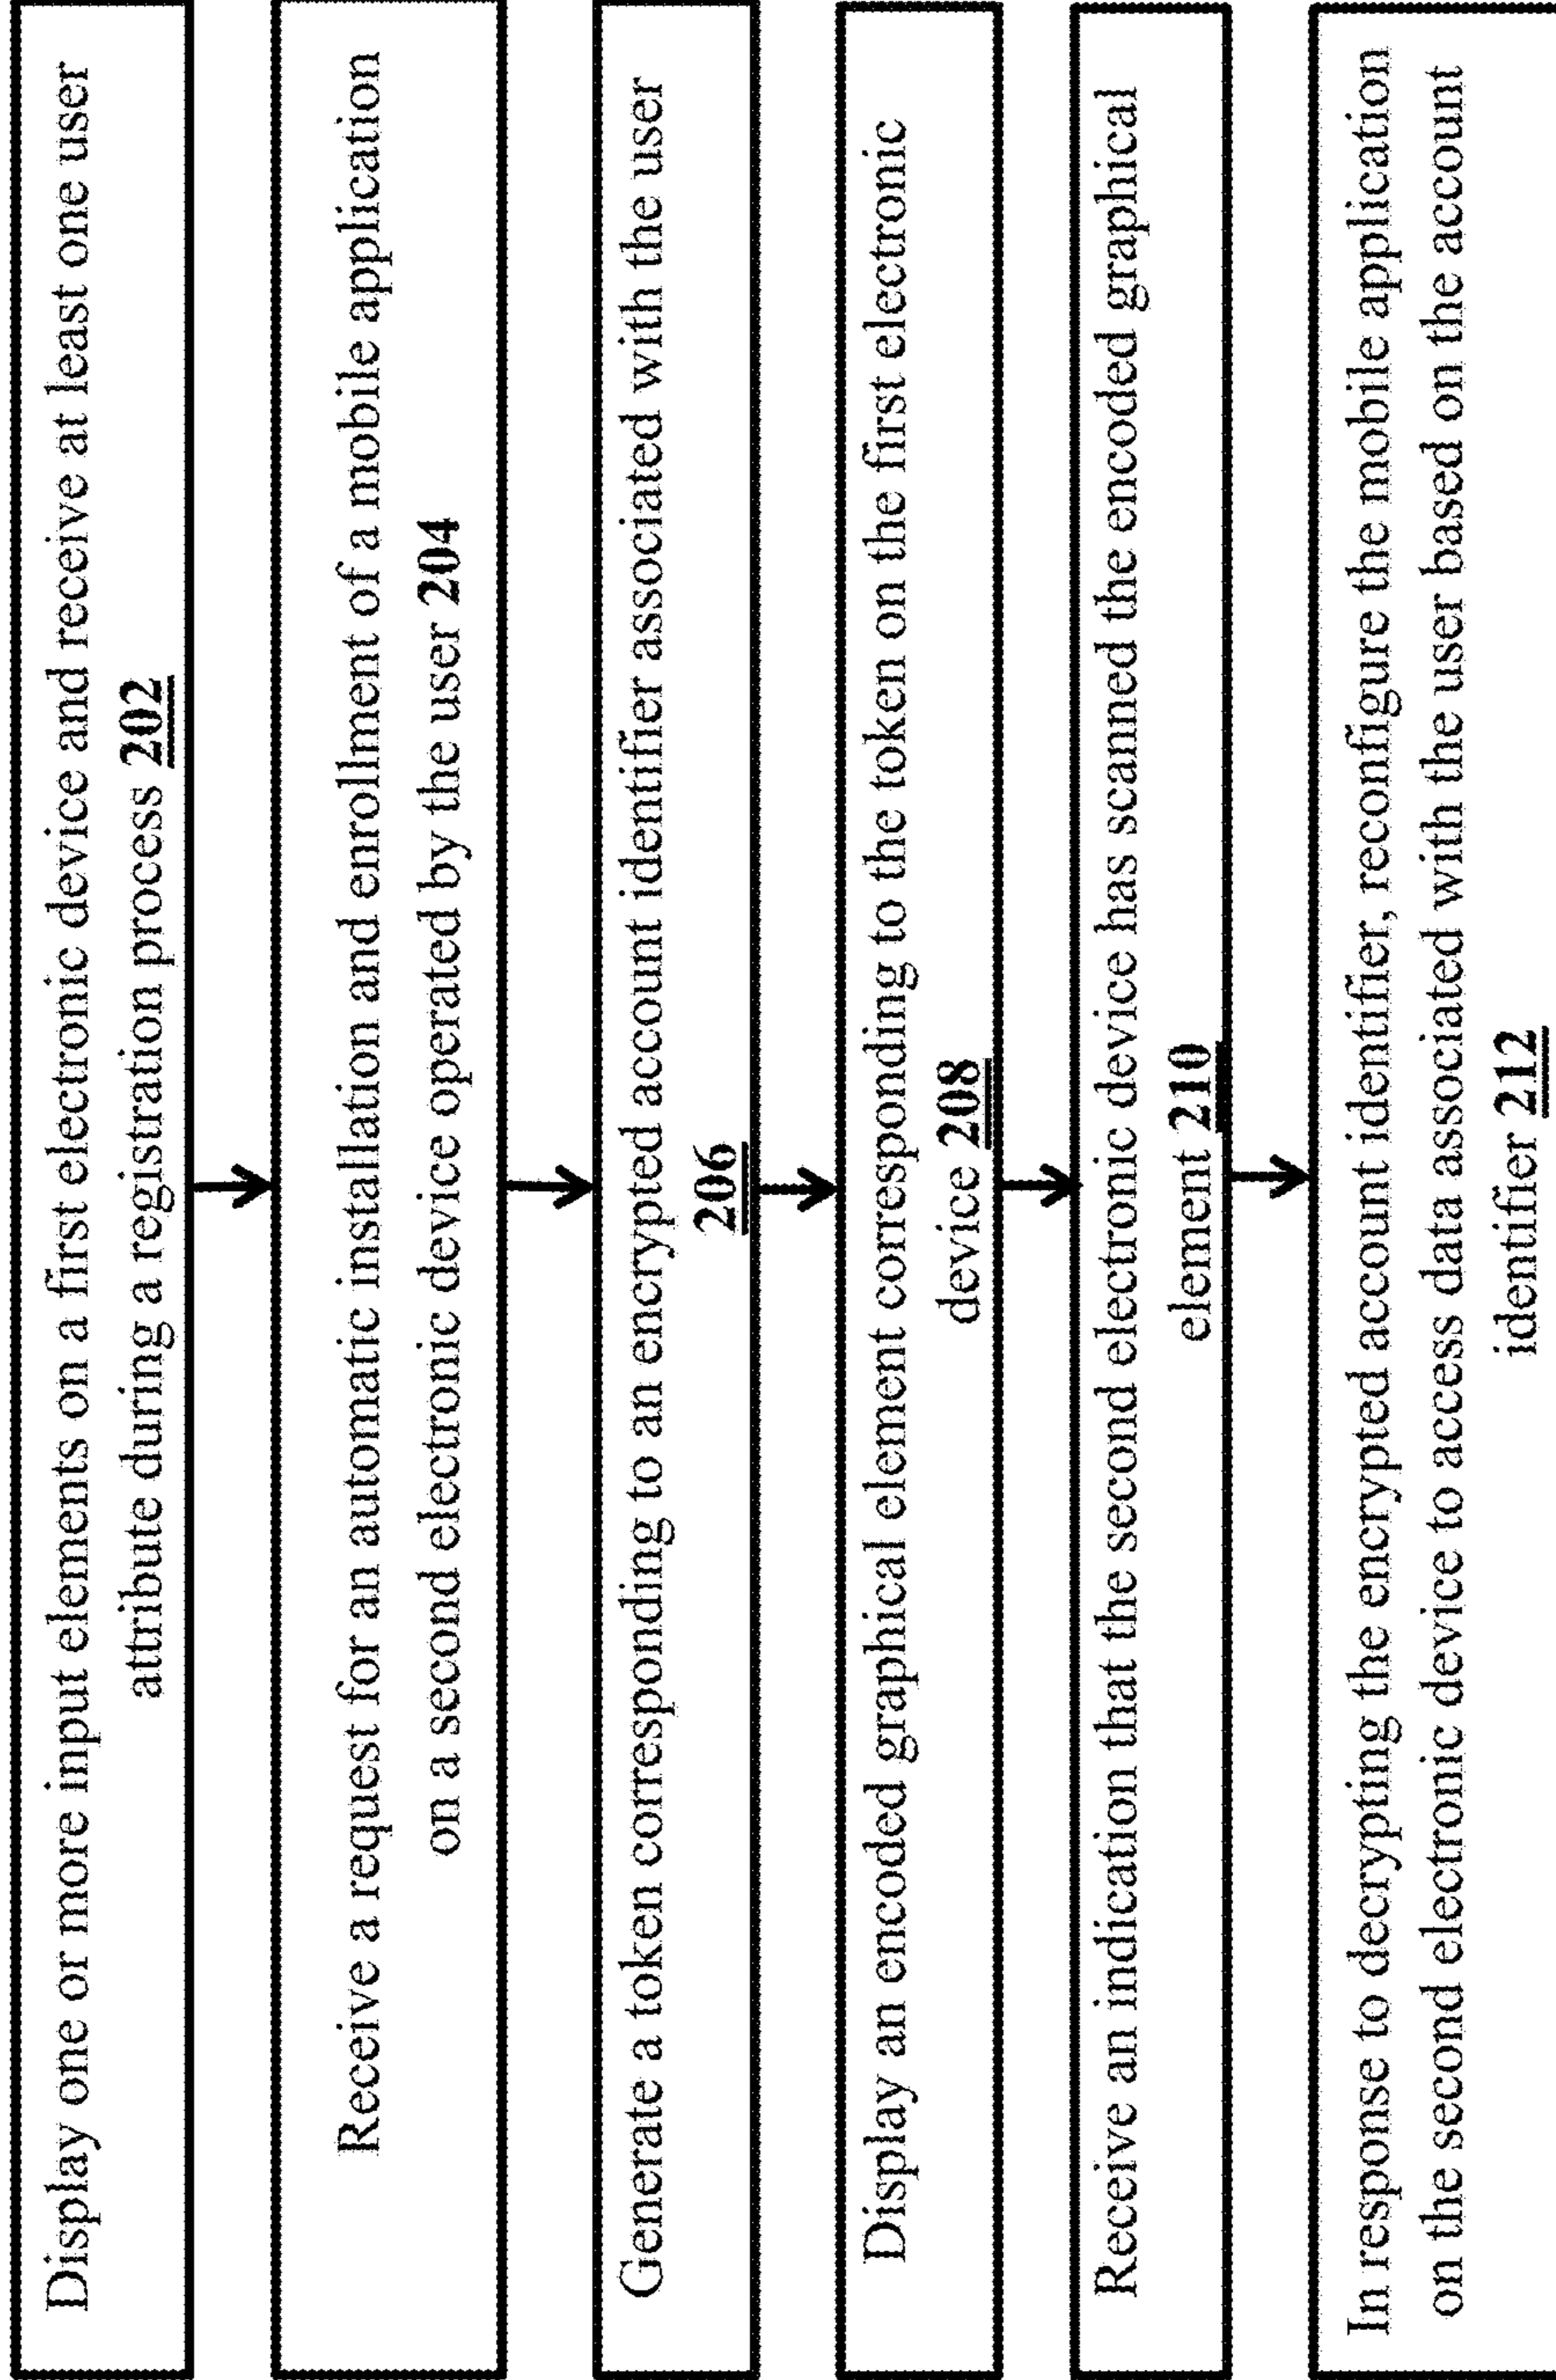 Display one or more input elements on a first electronic device and receive at least one user
attribute during a registration process 202
Receive a request for an automatic installation and enrollment of a mobile application
on a second electronic device operated by the user 204
Generate a token corresponding to an encrypted account identifier associated with the user
206
Display an encoded graphical element corresponding to the token on the first electronic
device 208
Receive an indication that the second electronic device has scanned the encoded graphical
element 210
In response to decrypting the encrypted account identifier, reconfigure the mobile application
on the second electronic device to access data associated with the user based on the account
identifier 212